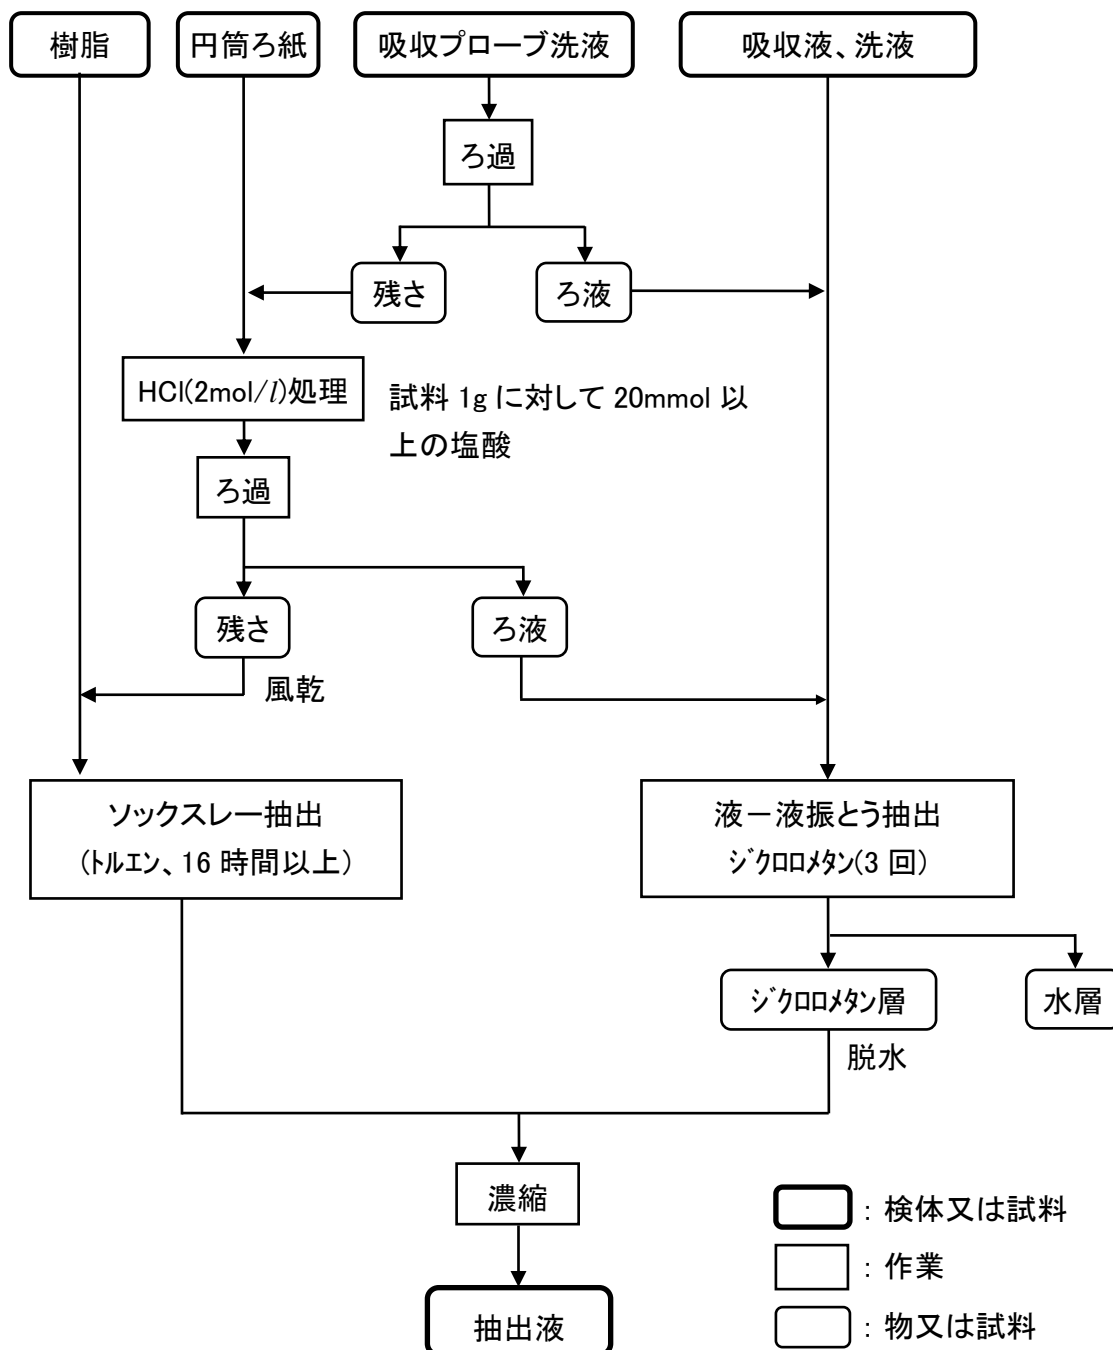 樹脂
円筒ろ紙
吸収プローブ洗液
吸収液、洗液
ろ過
残さ
ろ液
HCl(2mol/l)処理
試料 1g に対して 20mmol 以
上の塩酸
ろ過
残さ
ろ液
風乾
ソックスレー抽出
(ﾄﾙｴﾝ、16 時間以上)
液－液振とう抽出
ｼﾞｸﾛﾛﾒﾀﾝ(3 回)
ｼﾞｸﾛﾛﾒﾀﾝ層
水層
脱水
濃縮
抽出液
: 検体又は試料
: 作業
: 物又は試料